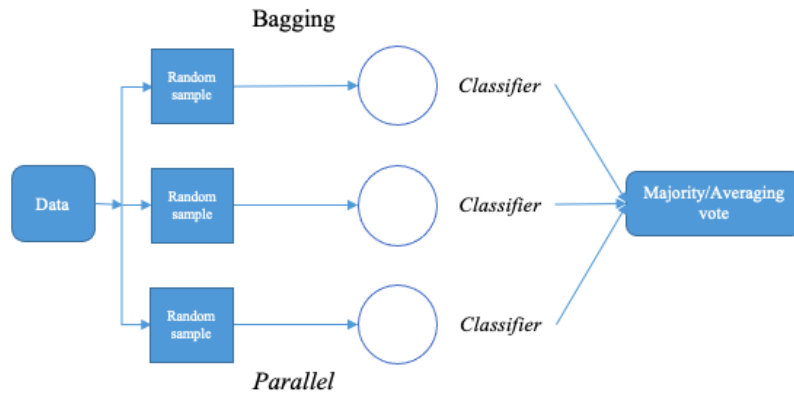 Bagging
Random
sample
Classifier
Data
Random
sample
Classifier
Majority/Averaging
vote
Random
sample
Classifier
Parallel